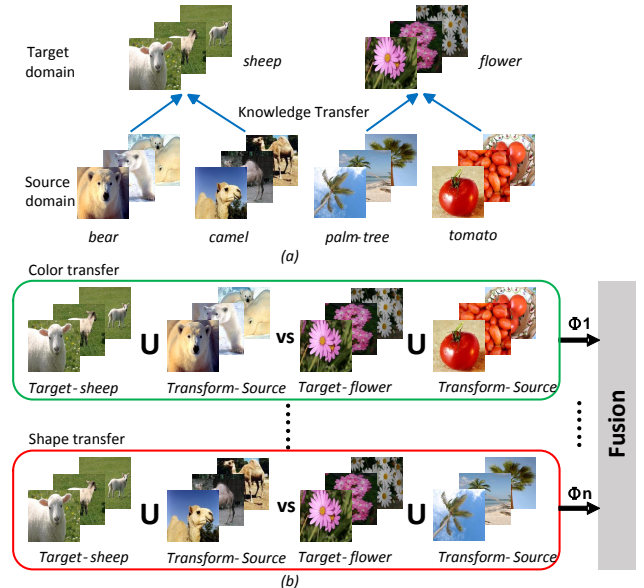 Target
domain
sheep
flower
Knowledge Transfer
Source
domain
bear
camel
palm-tree
tomato
(a)
Color transfer
U
vs
U
Φ1
Target-sheep
Transform-Source
Target-flower
Transform-Source
Fusion
Shape transfer
U
vs
U
Φn
Target-sheep
Transform-Source
Target-flower
Transform-Source
(b)